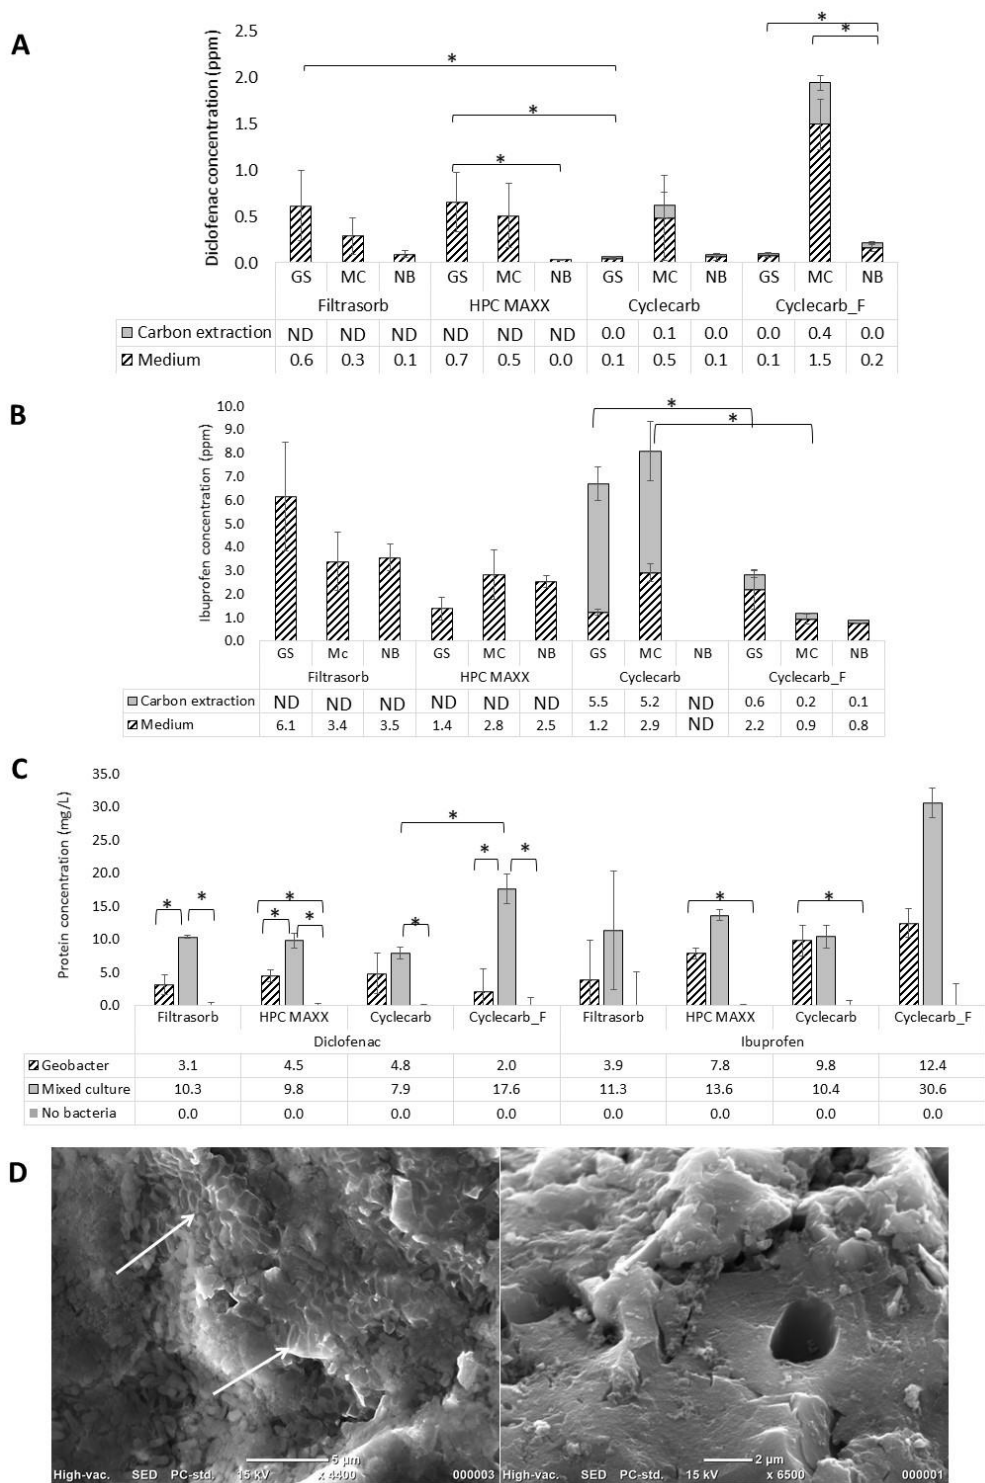 A
Diclofenac concentration (ppm)
2.5
2.0
1.5
1.0
0.5
0.0
* * * * *
GS MC NB GS MC NB GS MC NB GS MC NB
Filtrasorb HPC MAXX Cyclecarb Cyclecarb_F
Carbon extraction ND ND ND ND ND ND 0.0 0.1 0.0 0.0 0.4 0.0
Medium 0.6 0.3 0.1 0.7 0.5 0.0 0.1 0.5 0.1 0.1 1.5 0.2
B
Ibuprofen concentration (ppm)
10.0
9.0
8.0
7.0
6.0
5.0
4.0
3.0
2.0
1.0
0.0
* *
GS Mc NB GS MC NB GS MC NB GS MC NB
Filtrasorb HPC MAXX Cyclecarb Cyclecarb_F
Carbon extraction ND ND ND ND ND ND 5.5 5.2 ND 0.6 0.2 0.1
Medium 6.1 3.4 3.5 1.4 2.8 2.5 1.2 2.9 ND 2.2 0.9 0.8
C
Protein concentration (mg/L)
35.0
30.0
25.0
20.0
15.0
10.0
5.0
0.0
* * * * * * * * * * *
Filtrasorb HPC MAXX Cyclecarb Cyclecarb_F Filtrasorb HPC MAXX Cyclecarb Cyclecarb_F
Diclofenac Ibuprofen
Geobacter 3.1 4.5 4.8 2.0 3.9 7.8 9.8 12.4
Mixed culture 10.3 9.8 7.9 17.6 11.3 13.6 10.4 30.6
No bacteria 0.0 0.0 0.0 0.0 0.0 0.0 0.0 0.0
D
5 µm
High-vac. SED PC-std. 15 kV x 4400 000003
2 µm
High-vac. SED PC-std. 15 kV x 6500 000001